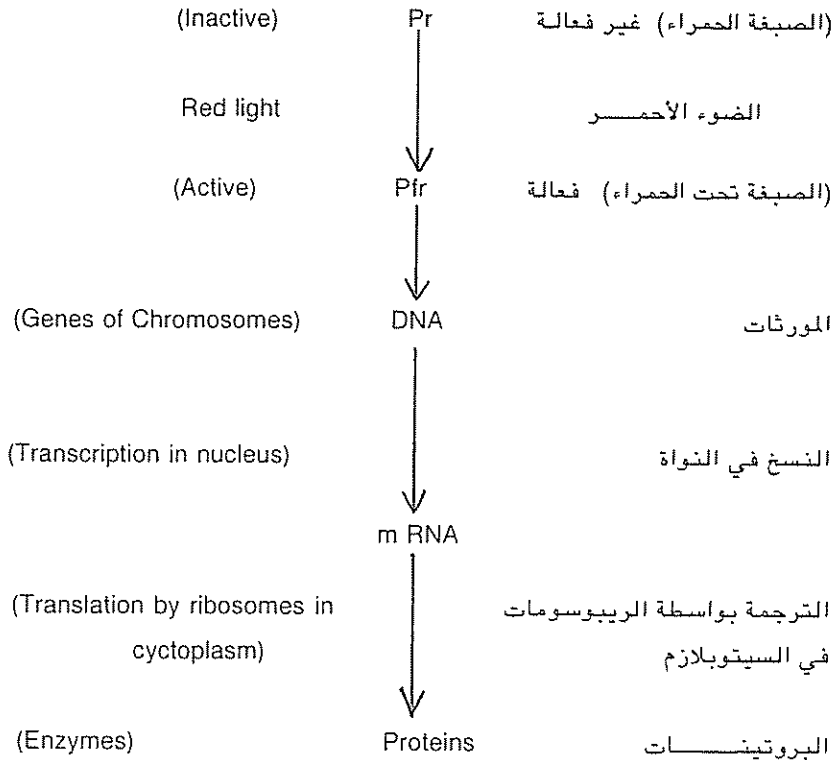 (Inactive) Pr الصبغة الحمراء) غير فعالة)
Red light الضوء الأحمــــر
(Active) Pfr (الصبغة تحت الحمراء) فعالة
(Genes of Chromosomes) DNA المورثات
(Transcription in nucleus) النسخ في النواة
m RNA
(Translation by ribosomes in الترجمة بواسطة الريبوسومات
cyctoplasm) في السيتوبلازم
(Enzymes) Proteins البروتينــــــات